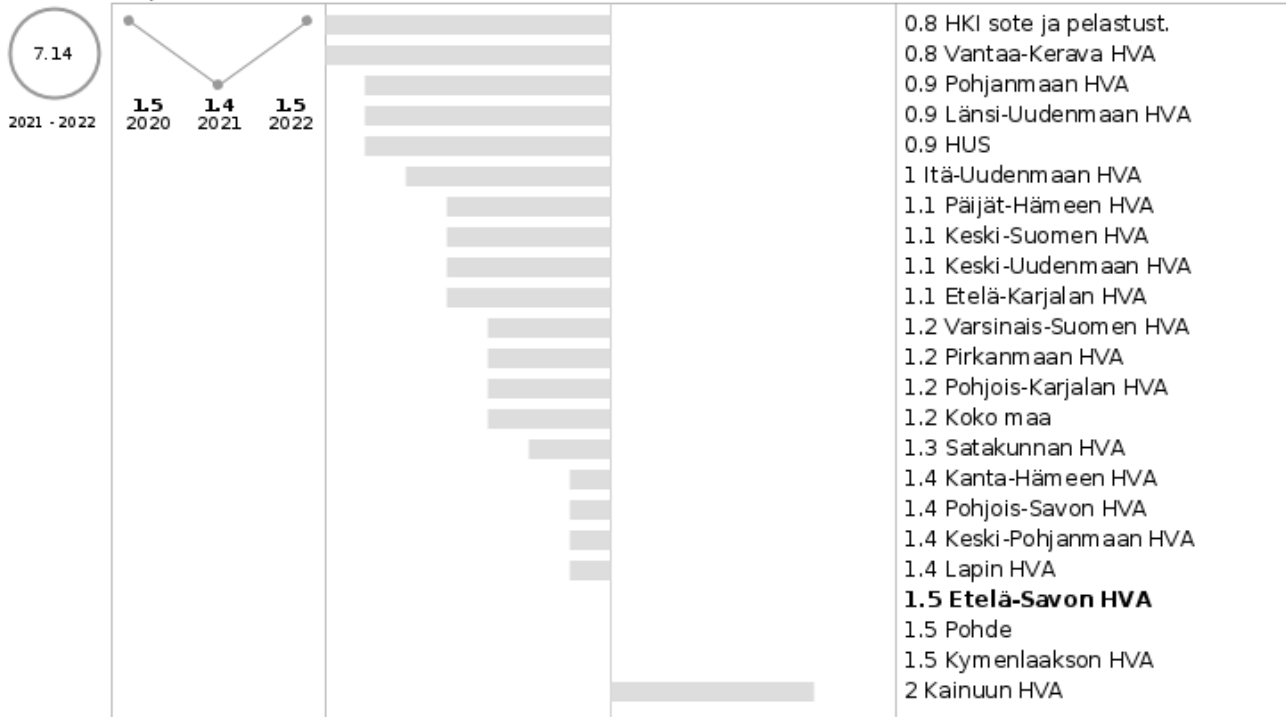 7.14
2021 - 2022
1.5 1.4 1.5
2020 2021 2022
0.8 HKI sote ja pelastust.
0.8 Vantaa-Kerava HVA
0.9 Pohjanmaan HVA
0.9 Länsi-Uudenmaan HVA
0.9 HUS
1 Itä-Uudenmaan HVA
1.1 Päijät-Hämeen HVA
1.1 Keski-Suomen HVA
1.1 Keski-Uudenmaan HVA
1.1 Etelä-Karjalan HVA
1.2 Varsinais-Suomen HVA
1.2 Pirkanmaan HVA
1.2 Pohjois-Karjalan HVA
1.2 Koko maa
1.3 Satakunnan HVA
1.4 Kanta-Hämeen HVA
1.4 Pohjois-Savon HVA
1.4 Keski-Pohjanmaan HVA
1.4 Lapin HVA
1.5 Etelä-Savon HVA
1.5 Pohde
1.5 Kymenlaakson HVA
2 Kainuun HVA